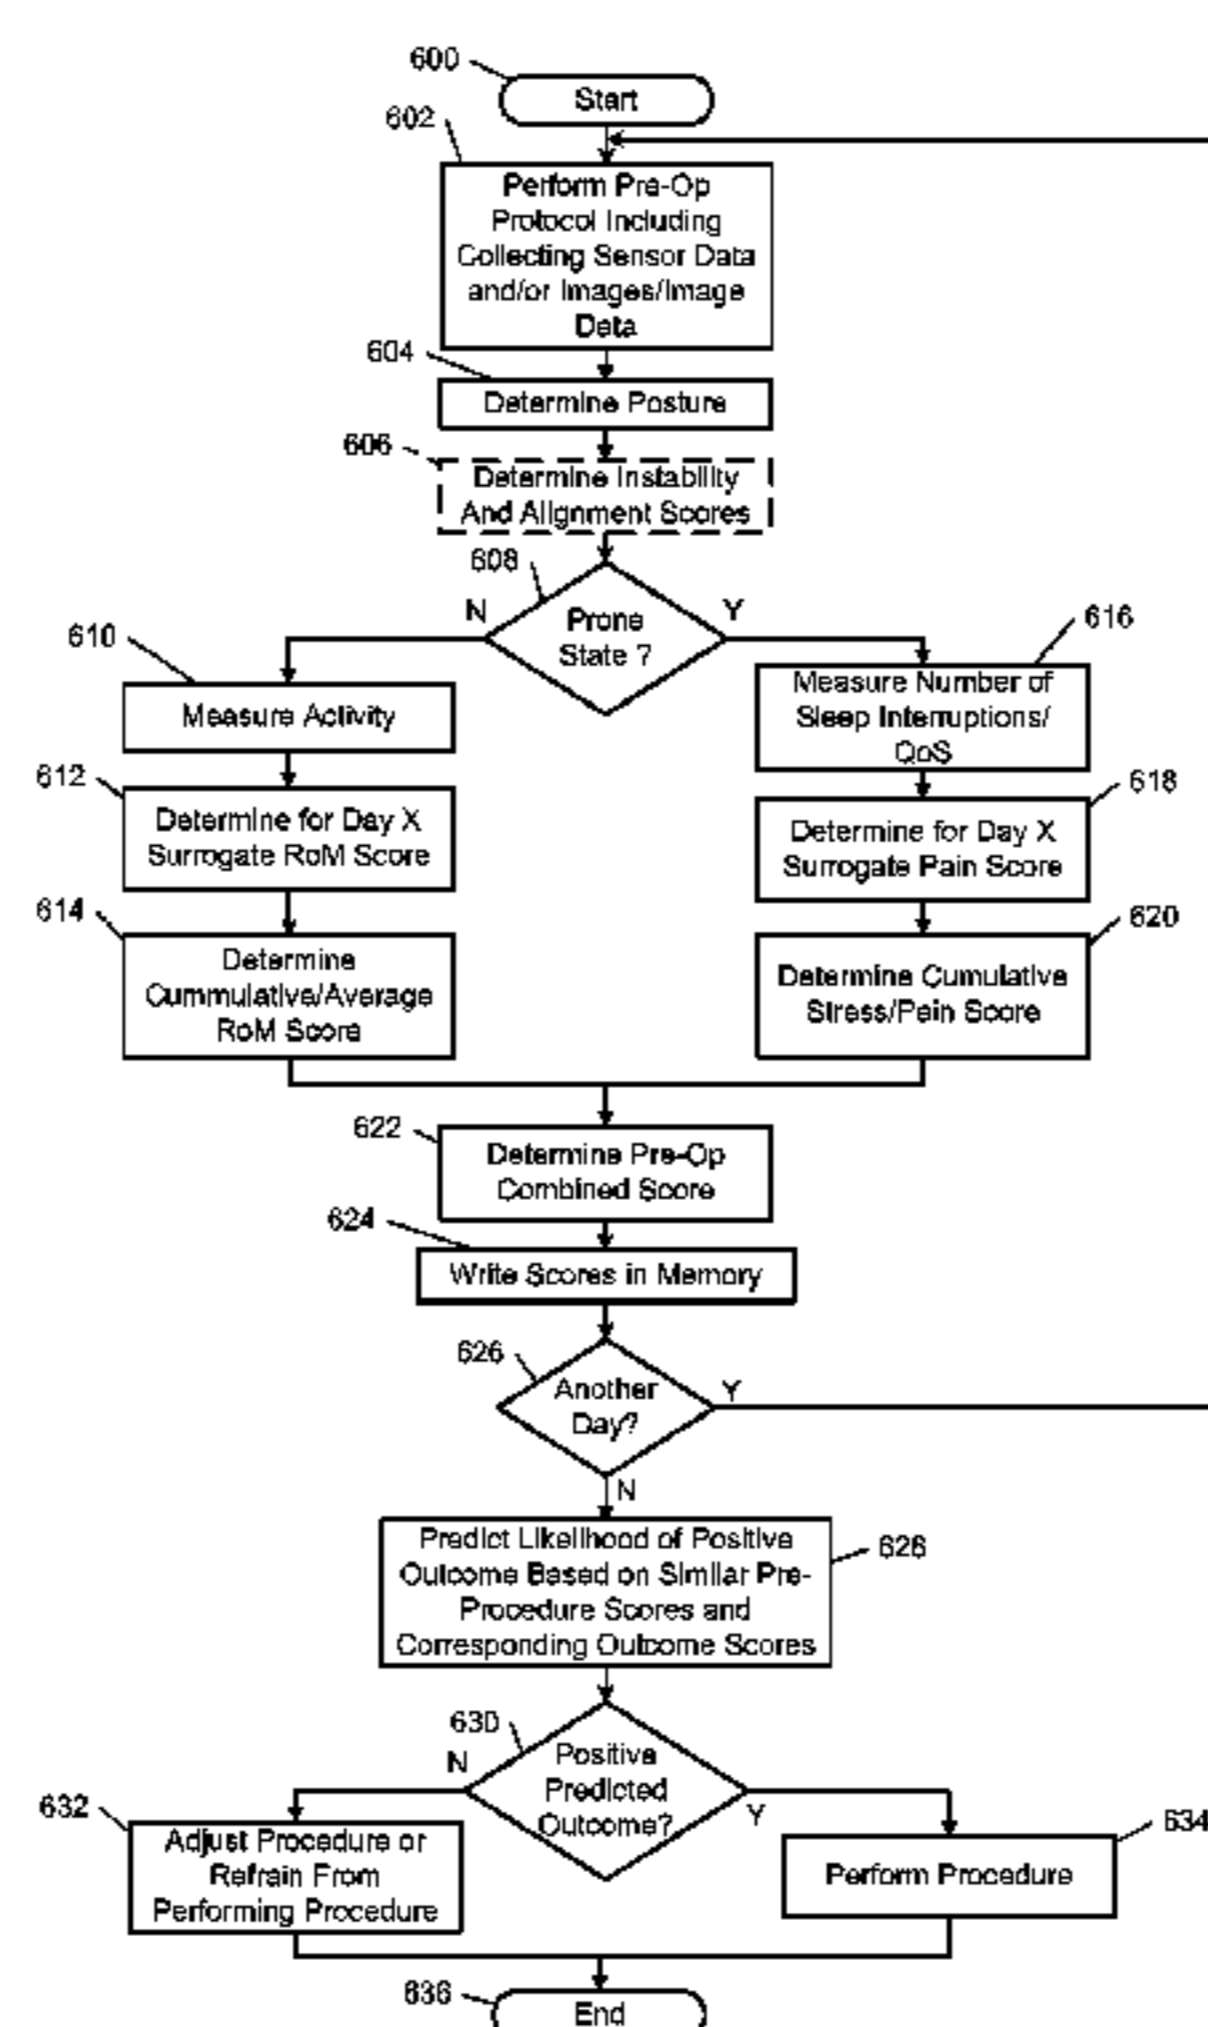 600
Start
602
Perform Pre-Op
Protocol Including
Collecting Sensor Data
and/or Images/Image
Data
604
Determine Posture
606
Determine Instability
And Alignment Scores
608
Prone
State ?
N
Y
610
Measure Activity
612
Determine for Day X
Surrogate RoM Score
614
Determine
Cummulative/Average
RoM Score
616
Measure Number of
Sleep Interruptions/
QoS
618
Determine for Day X
Surrogate Pain Score
620
Determine Cumulative
Stress/Pain Score
622
Determine Pre-Op
Combined Score
624
Write Scores in Memory
626
Another
Day?
Y
N
628
Predict Likelihood of Positive
Outcome Based on Similar Pre-
Procedure Scores and
Corresponding Outcome Scores
630
Positive
Predicted
Outcome?
N
Y
632
Adjust Procedure or
Refrain From
Performing Procedure
634
Perform Procedure
636
End